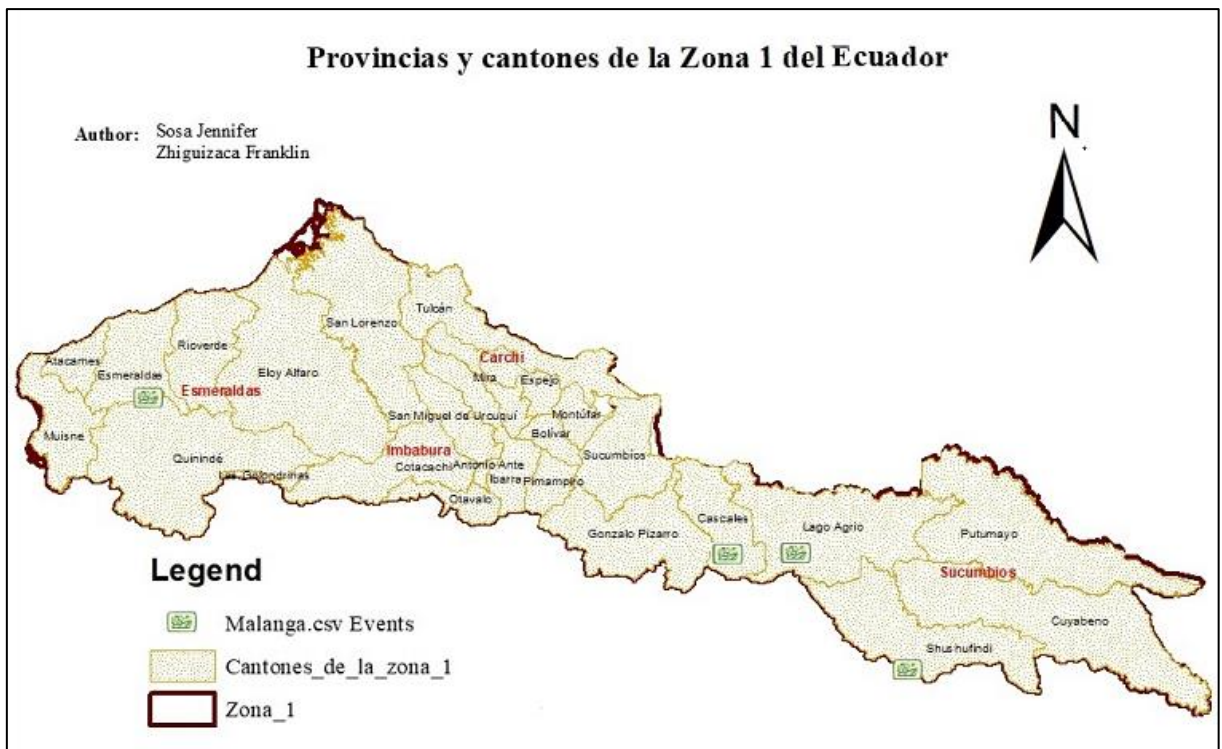 Provincias y cantones de la Zona 1 del Ecuador
Author: Sosa Jennifer
Zhiguizaca Franklin
N
Tulcán
San Lorenzo
Rioverde
Carchi
Atacames
Esmeraldas
Eloy Alfaro
Mira
Espejo
Esmeraldas
San Miguel de Urcuquí
Montúfar
Muisne
Bolívar
Imbabura
Quinindé
Cotacachi
Antonio Ante
Sucumbíos
Las Golondrinas
Ibarra
Pimampiro
Otavalo
Cascales
Lago Agrio
Gonzalo Pizarro
Putumayo
Sucumbios
Cuyabeno
Shushufindi
Legend
Malanga.csv Events
Cantones_de_la_zona_1
Zona_1